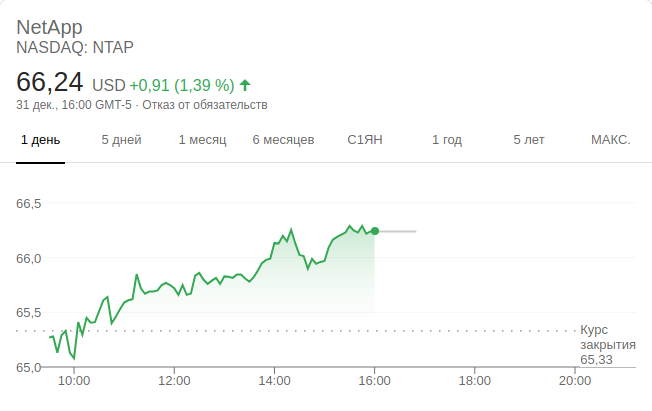 NetApp
NASDAQ: NTAP
66,24 USD +0,91 (1,39 %)
31 дек., 16:00 GMT-5 · Отказ от обязательств
1 день 5 дней 1 месяц 6 месяцев С1ЯН 1 год 5 лет МАКС.
66,5
66,0
65,5
Курс
закрытия
65,33
65,0
10:00 12:00 14:00 16:00 18:00 20:00